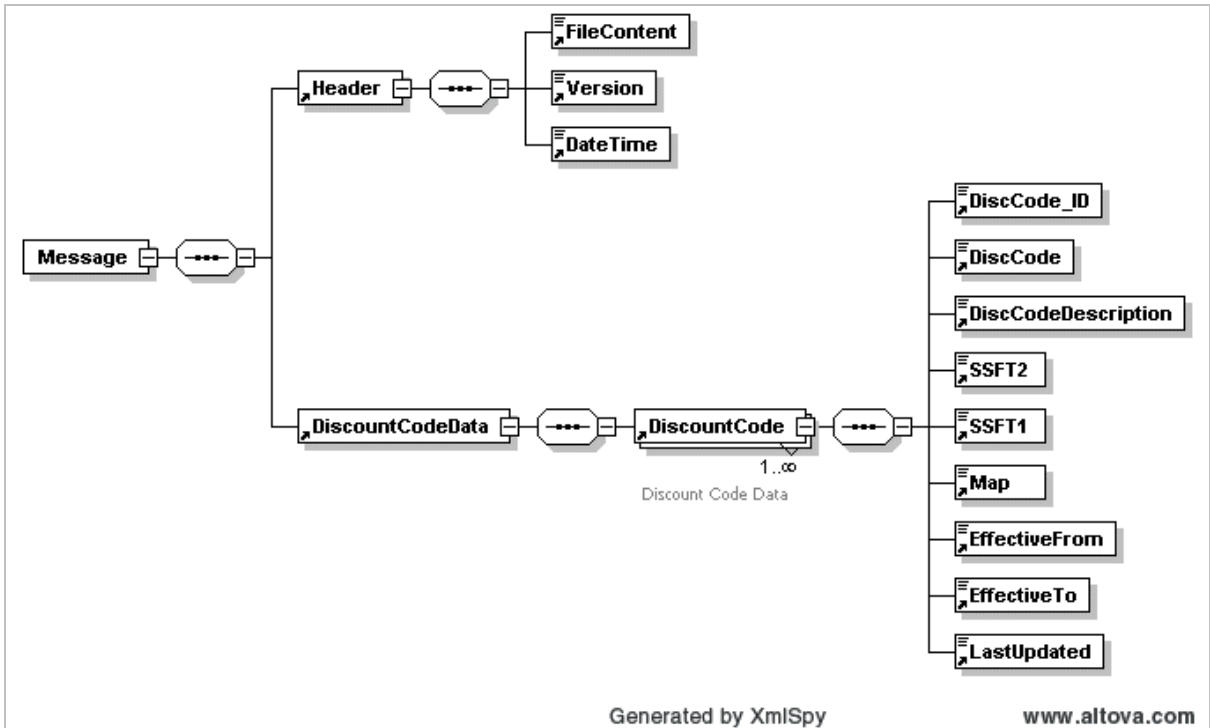 FileContent
Header
Version
DateTime
DiscCode_ID
Message
DiscCode
DiscCodeDescription
SSFT2
DiscountCodeData
DiscountCode
SSFT1
1..∞
Discount Code Data
Map
EffectiveFrom
EffectiveTo
LastUpdated
Generated by XmlSpy
www.altova.com